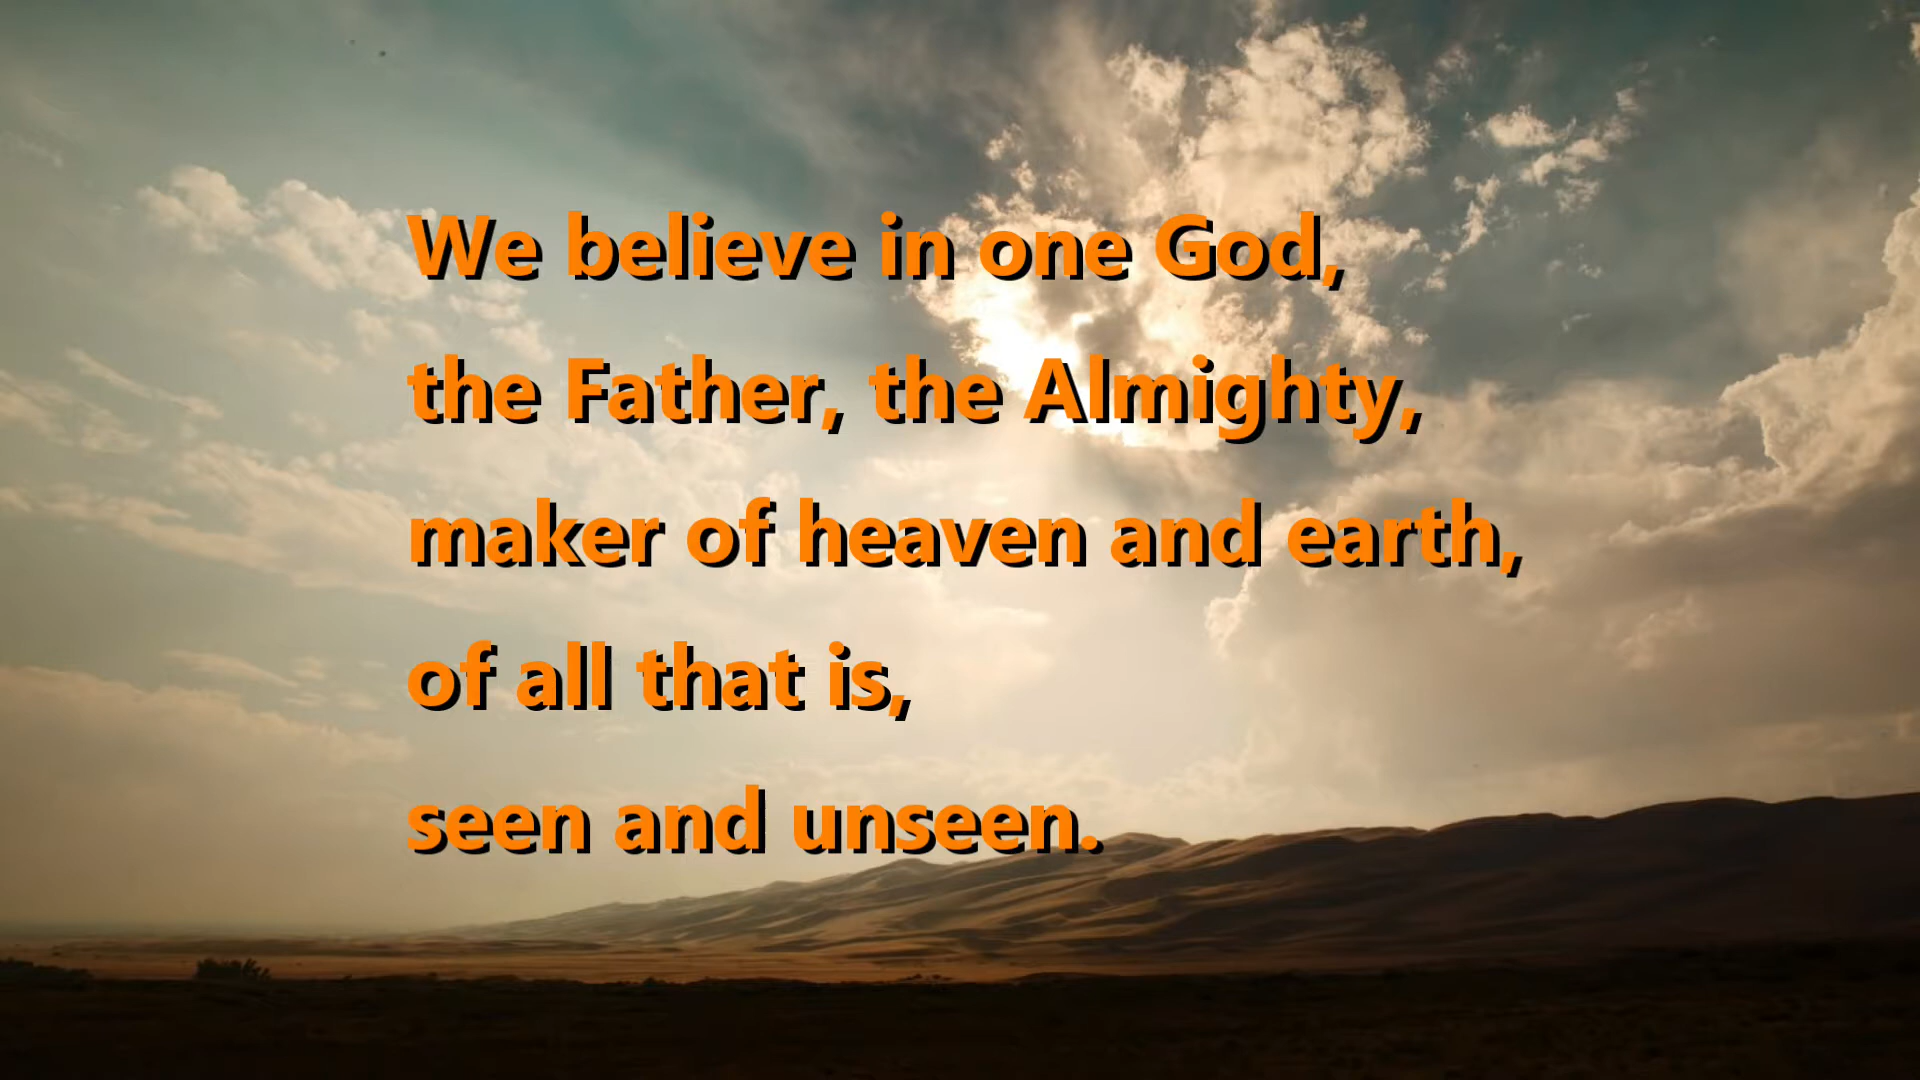 We believe in one God,
the Father, the Almighty,
maker of heaven and earth,
of all that is,
seen and unseen.